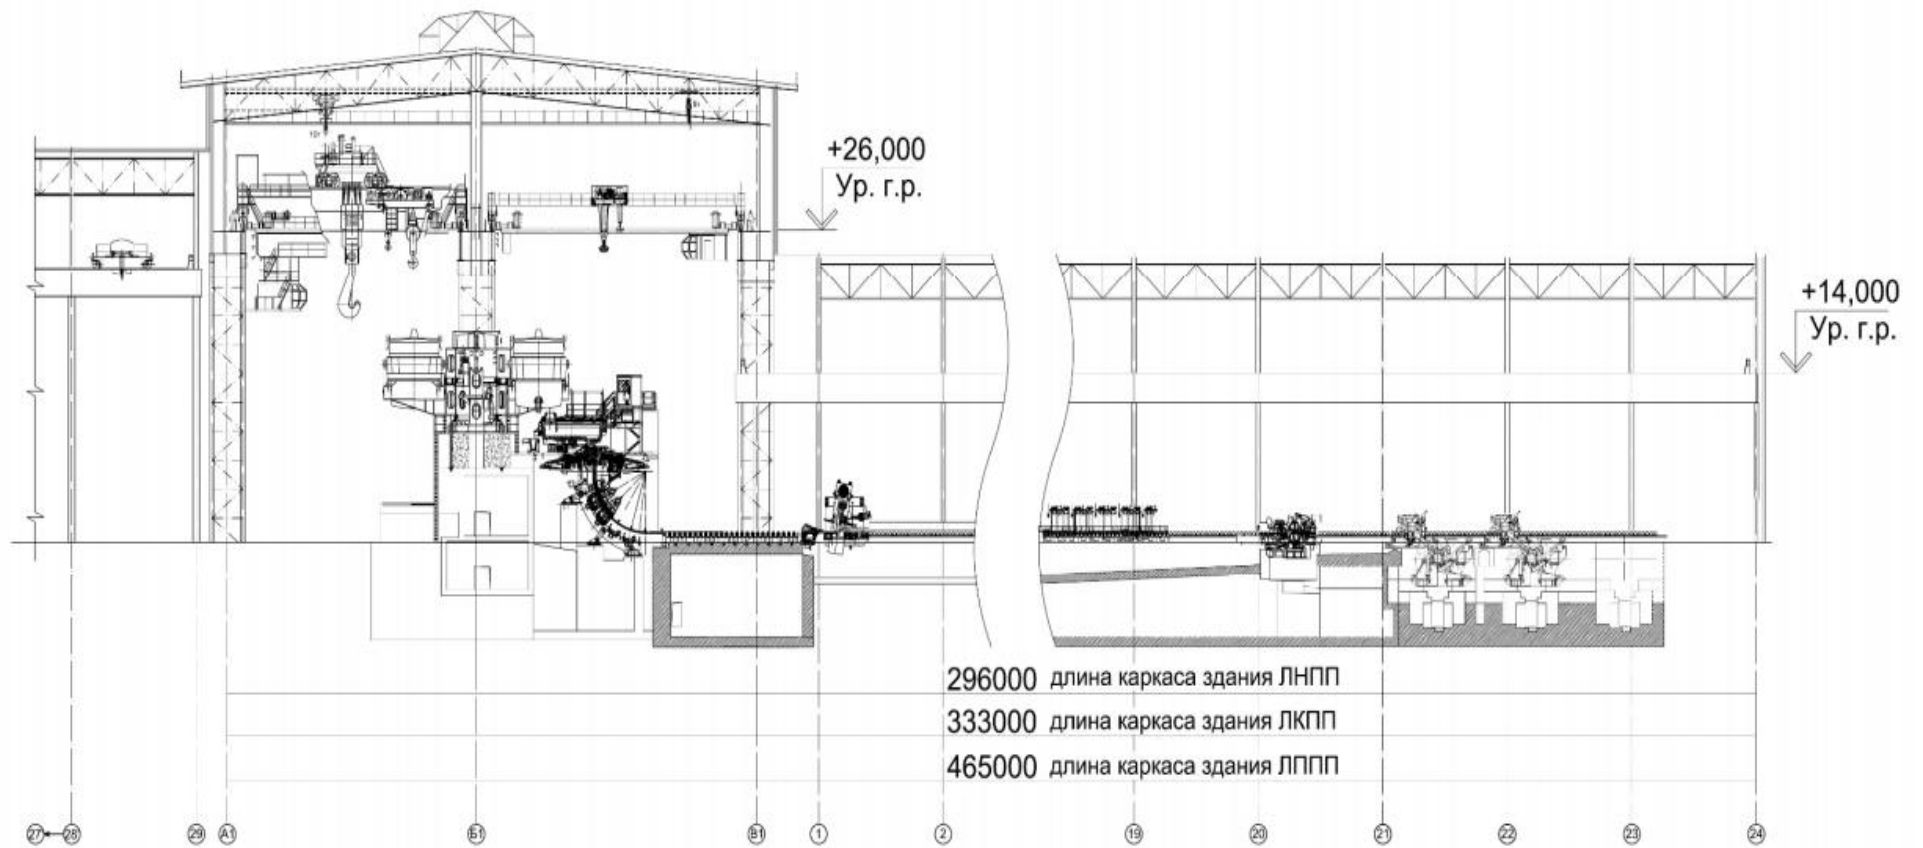 +26,000
Ур. г.р.
+14,000
Ур. г.р.
296000 длина каркаса здания ЛНПП
333000 длина каркаса здания ЛКПП
465000 длина каркаса здания ЛППП
27 28 29 А1 Б1 В1 1 2 19 20 21 22 23 24